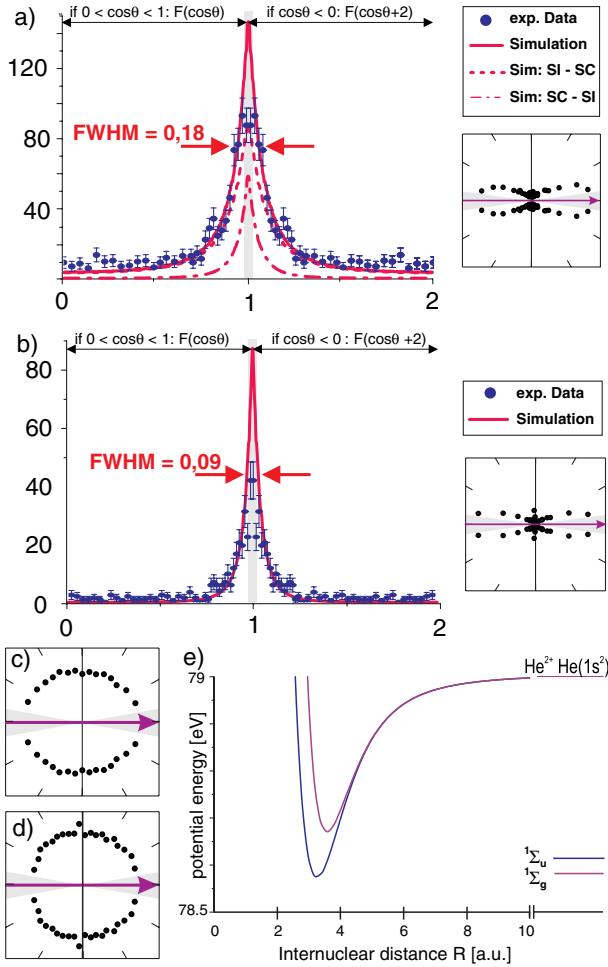 a)
if 0 < cosθ < 1: F(cosθ)
if cosθ < 0: F(cosθ+2)
120
80
40
0
1
2
FWHM = 0,18
exp. Data
Simulation
Sim: SI - SC
Sim: SC - SI
b)
if 0 < cosθ < 1: F(cosθ)
if cosθ < 0 : F(cosθ +2)
80
60
40
20
0
0
1
2
FWHM = 0,09
exp. Data
Simulation
c)
d)
e)
He²⁺ He(1s²)
79
78.5
potential energy [eV]
¹Σᵤ
¹Σg
0
2
4
6
8
10
Internuclear distance R [a.u.]